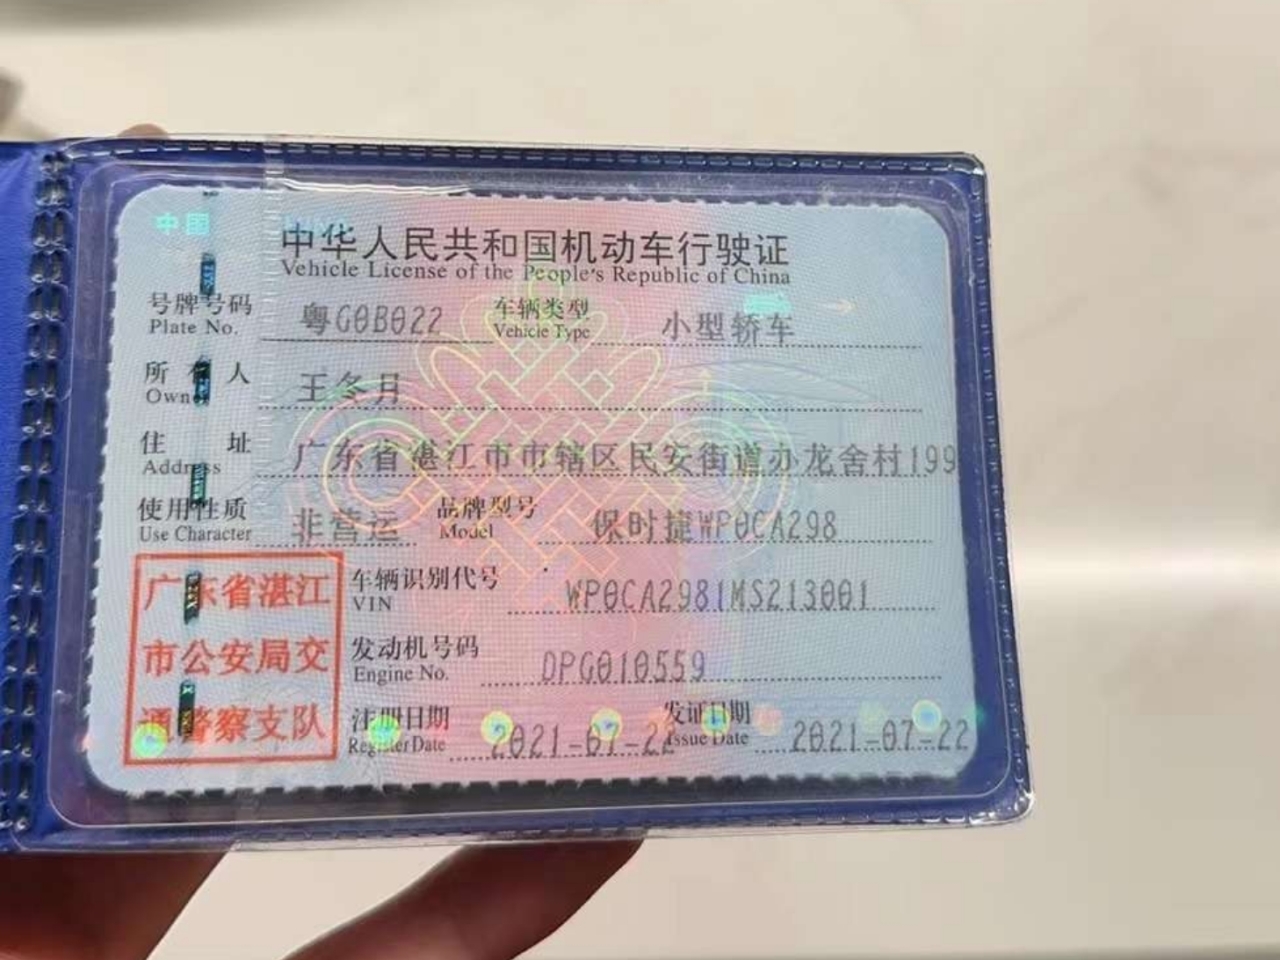 中国
中华人民共和国机动车行驶证
Vehicle License of the People's Republic of China
号牌号码 粤G0B022 车辆类型 小型轿车
Plate No. Vehicle Type
所有人 王冬月
Owner
住址 广东省湛江市市辖区民安街道办龙舍村199
Address
使用性质 非营运 品牌型号 保时捷WP0CA298
Use Character Model
广东省湛江
市公安局交
通警察支队
车辆识别代号 WP0CA2981MS213001
VIN
发动机号码 DPG010559
Engine No.
注册日期 2021-07-22 发证日期 2021-07-22
Register Date Issue Date